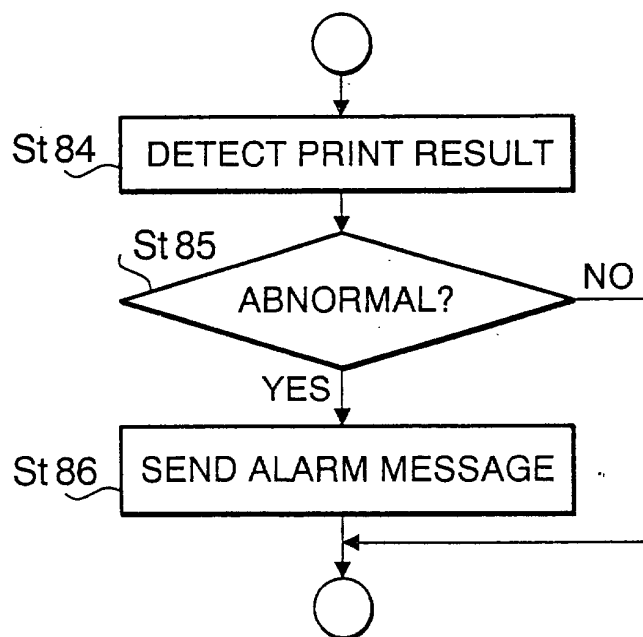 St 84
DETECT PRINT RESULT
St 85
ABNORMAL?
NO
YES
St 86
SEND ALARM MESSAGE